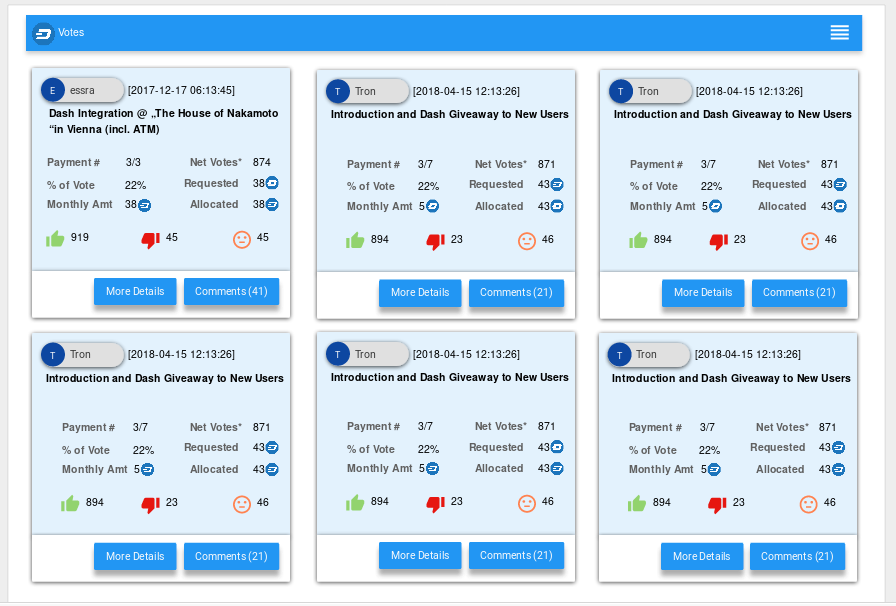 Votes
E essra [2017-12-17 06:13:45]
Dash Integration @ „The House of Nakamoto
“in Vienna (incl. ATM)
Payment # 3/3 Net Votes* 874
% of Vote 22% Requested 38
Monthly Amt 38 Allocated 38
919 45 45
More Details Comments (41)
T Tron [2018-04-15 12:13:26]
Introduction and Dash Giveaway to New Users
Payment # 3/7 Net Votes* 871
% of Vote 22% Requested 43
Monthly Amt 5 Allocated 43
894 23 46
More Details Comments (21)
T Tron [2018-04-15 12:13:26]
Introduction and Dash Giveaway to New Users
Payment # 3/7 Net Votes* 871
% of Vote 22% Requested 43
Monthly Amt 5 Allocated 43
894 23 46
More Details Comments (21)
T Tron [2018-04-15 12:13:26]
Introduction and Dash Giveaway to New Users
Payment # 3/7 Net Votes* 871
% of Vote 22% Requested 43
Monthly Amt 5 Allocated 43
894 23 46
More Details Comments (21)
T Tron [2018-04-15 12:13:26]
Introduction and Dash Giveaway to New Users
Payment # 3/7 Net Votes* 871
% of Vote 22% Requested 43
Monthly Amt 5 Allocated 43
894 23 46
More Details Comments (21)
T Tron [2018-04-15 12:13:26]
Introduction and Dash Giveaway to New Users
Payment # 3/7 Net Votes* 871
% of Vote 22% Requested 43
Monthly Amt 5 Allocated 43
894 23 46
More Details Comments (21)